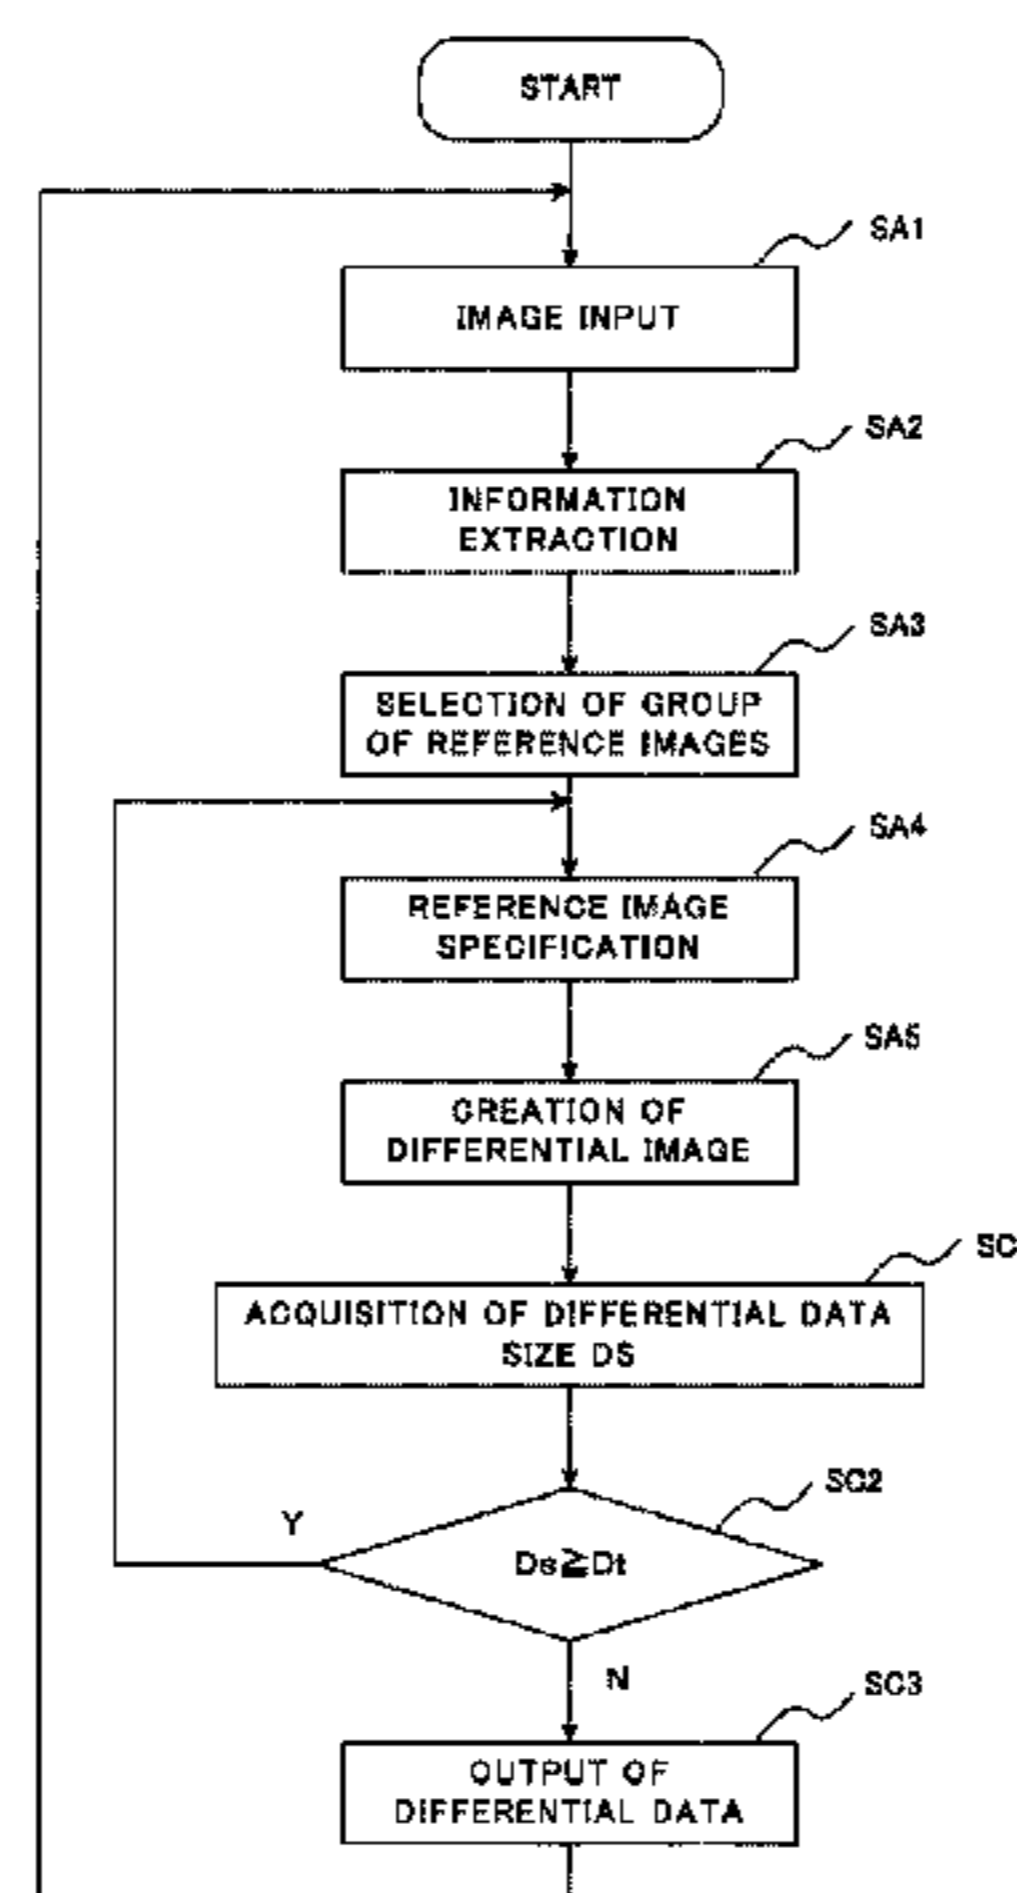 START
SA1
IMAGE INPUT
SA2
INFORMATION
EXTRACTION
SA3
SELECTION OF GROUP
OF REFERENCE IMAGES
SA4
REFERENCE IMAGE
SPECIFICATION
SA5
CREATION OF
DIFFERENTIAL IMAGE
SC
ACQUISITION OF DIFFERENTIAL DATA
SIZE DS
SC2
Y
Ds≧Dt
N
SC3
OUTPUT OF
DIFFERENTIAL DATA